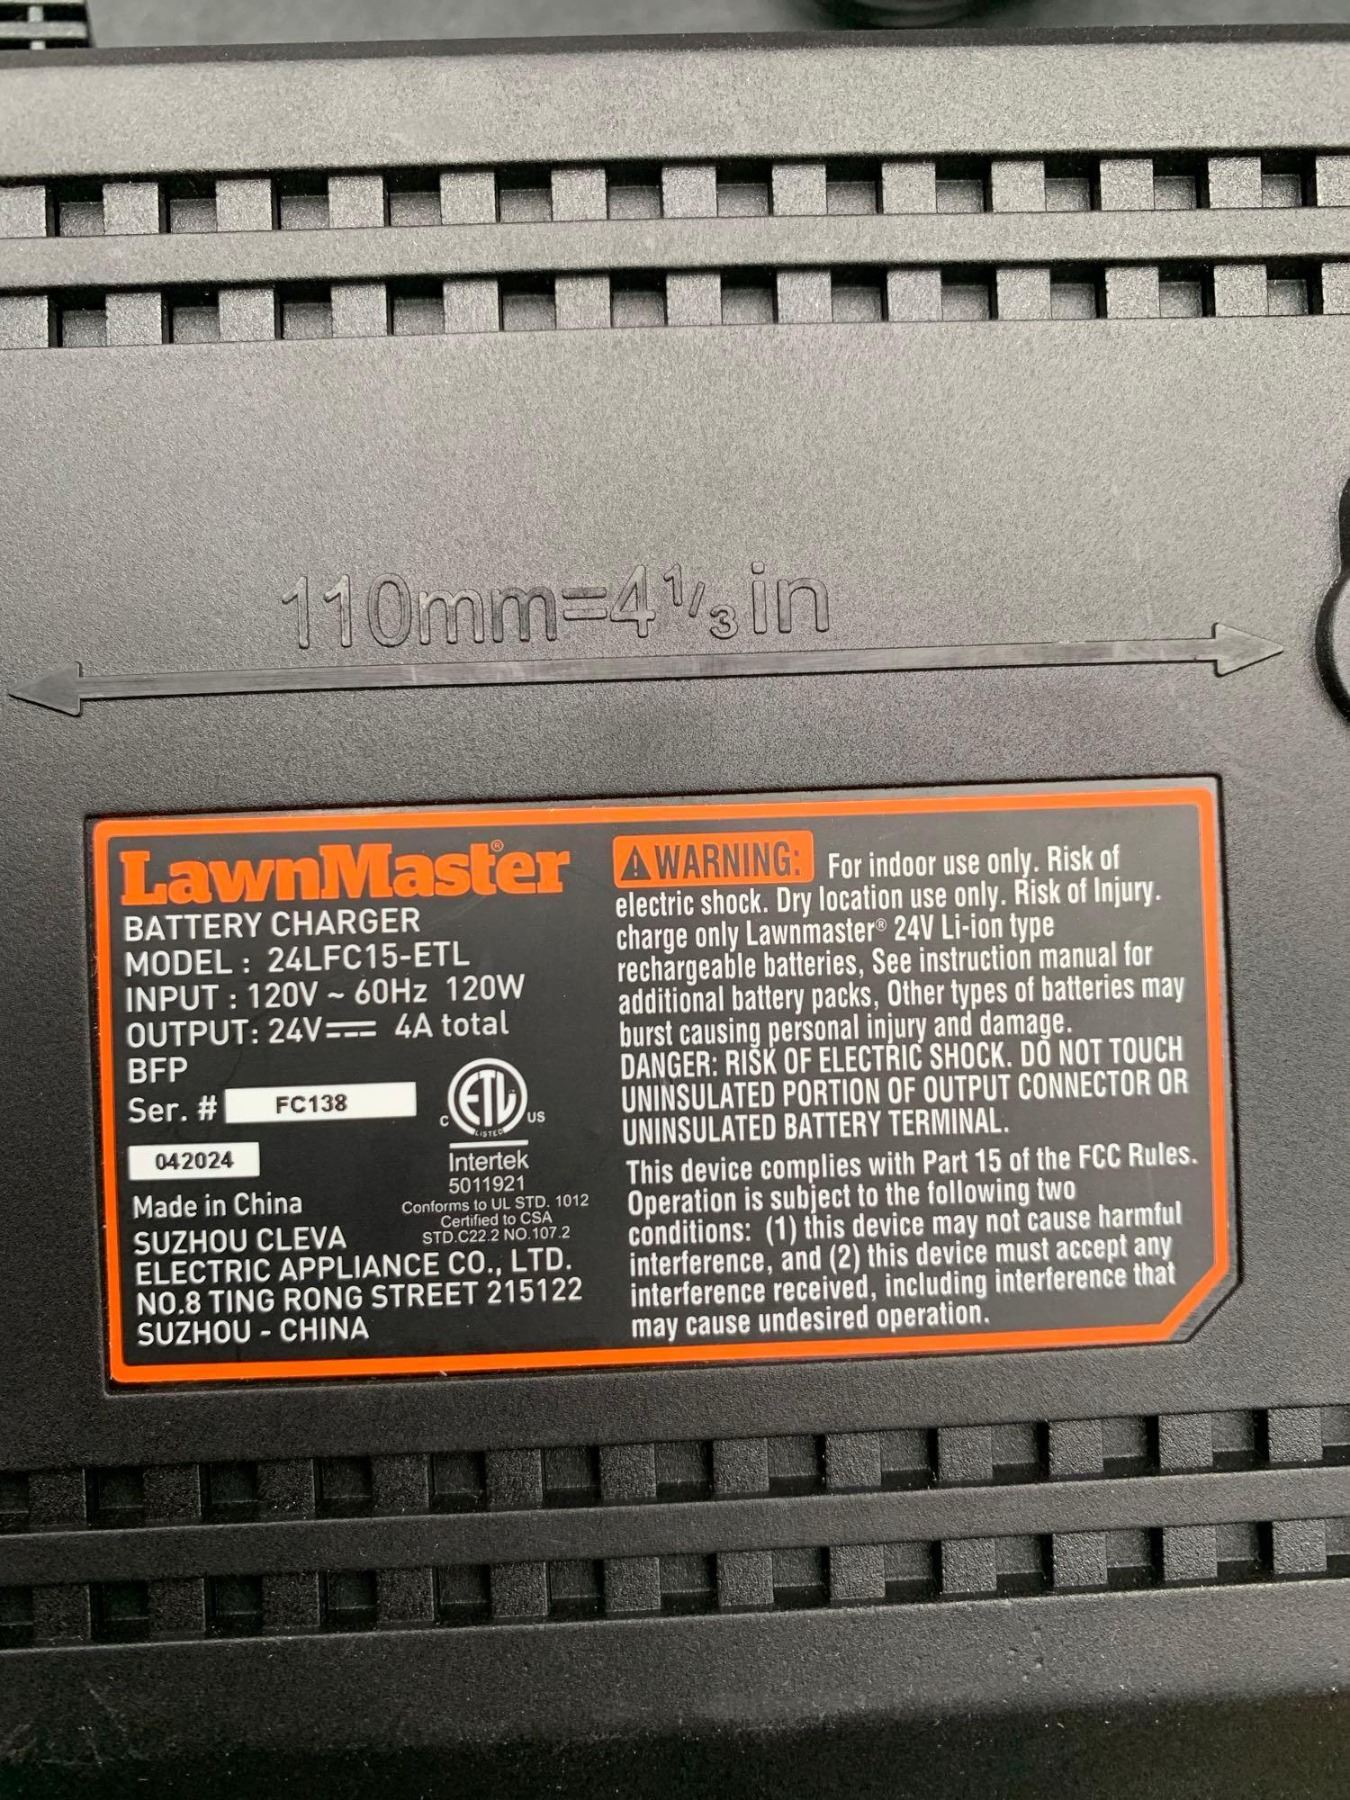 110mm=4 1/3 in
LawnMaster®
BATTERY CHARGER
MODEL : 24LFC15-ETL
INPUT : 120V ~ 60Hz 120W
OUTPUT: 24V⎓ 4A total
BFP
Ser. # FC138
042024
Made in China
SUZHOU CLEVA
ELECTRIC APPLIANCE CO., LTD.
NO.8 TING RONG STREET 215122
SUZHOU - CHINA
C ETL US
LISTED
Intertek
5011921
Conforms to UL STD. 1012
Certified to CSA
STD.C22.2 NO.107.2
WARNING: For indoor use only. Risk of
electric shock. Dry location use only. Risk of Injury.
charge only Lawnmaster® 24V Li-ion type
rechargeable batteries, See instruction manual for
additional battery packs, Other types of batteries may
burst causing personal injury and damage.
DANGER: RISK OF ELECTRIC SHOCK. DO NOT TOUCH
UNINSULATED PORTION OF OUTPUT CONNECTOR OR
UNINSULATED BATTERY TERMINAL.
This device complies with Part 15 of the FCC Rules.
Operation is subject to the following two
conditions: (1) this device may not cause harmful
interference, and (2) this device must accept any
interference received, including interference that
may cause undesired operation.